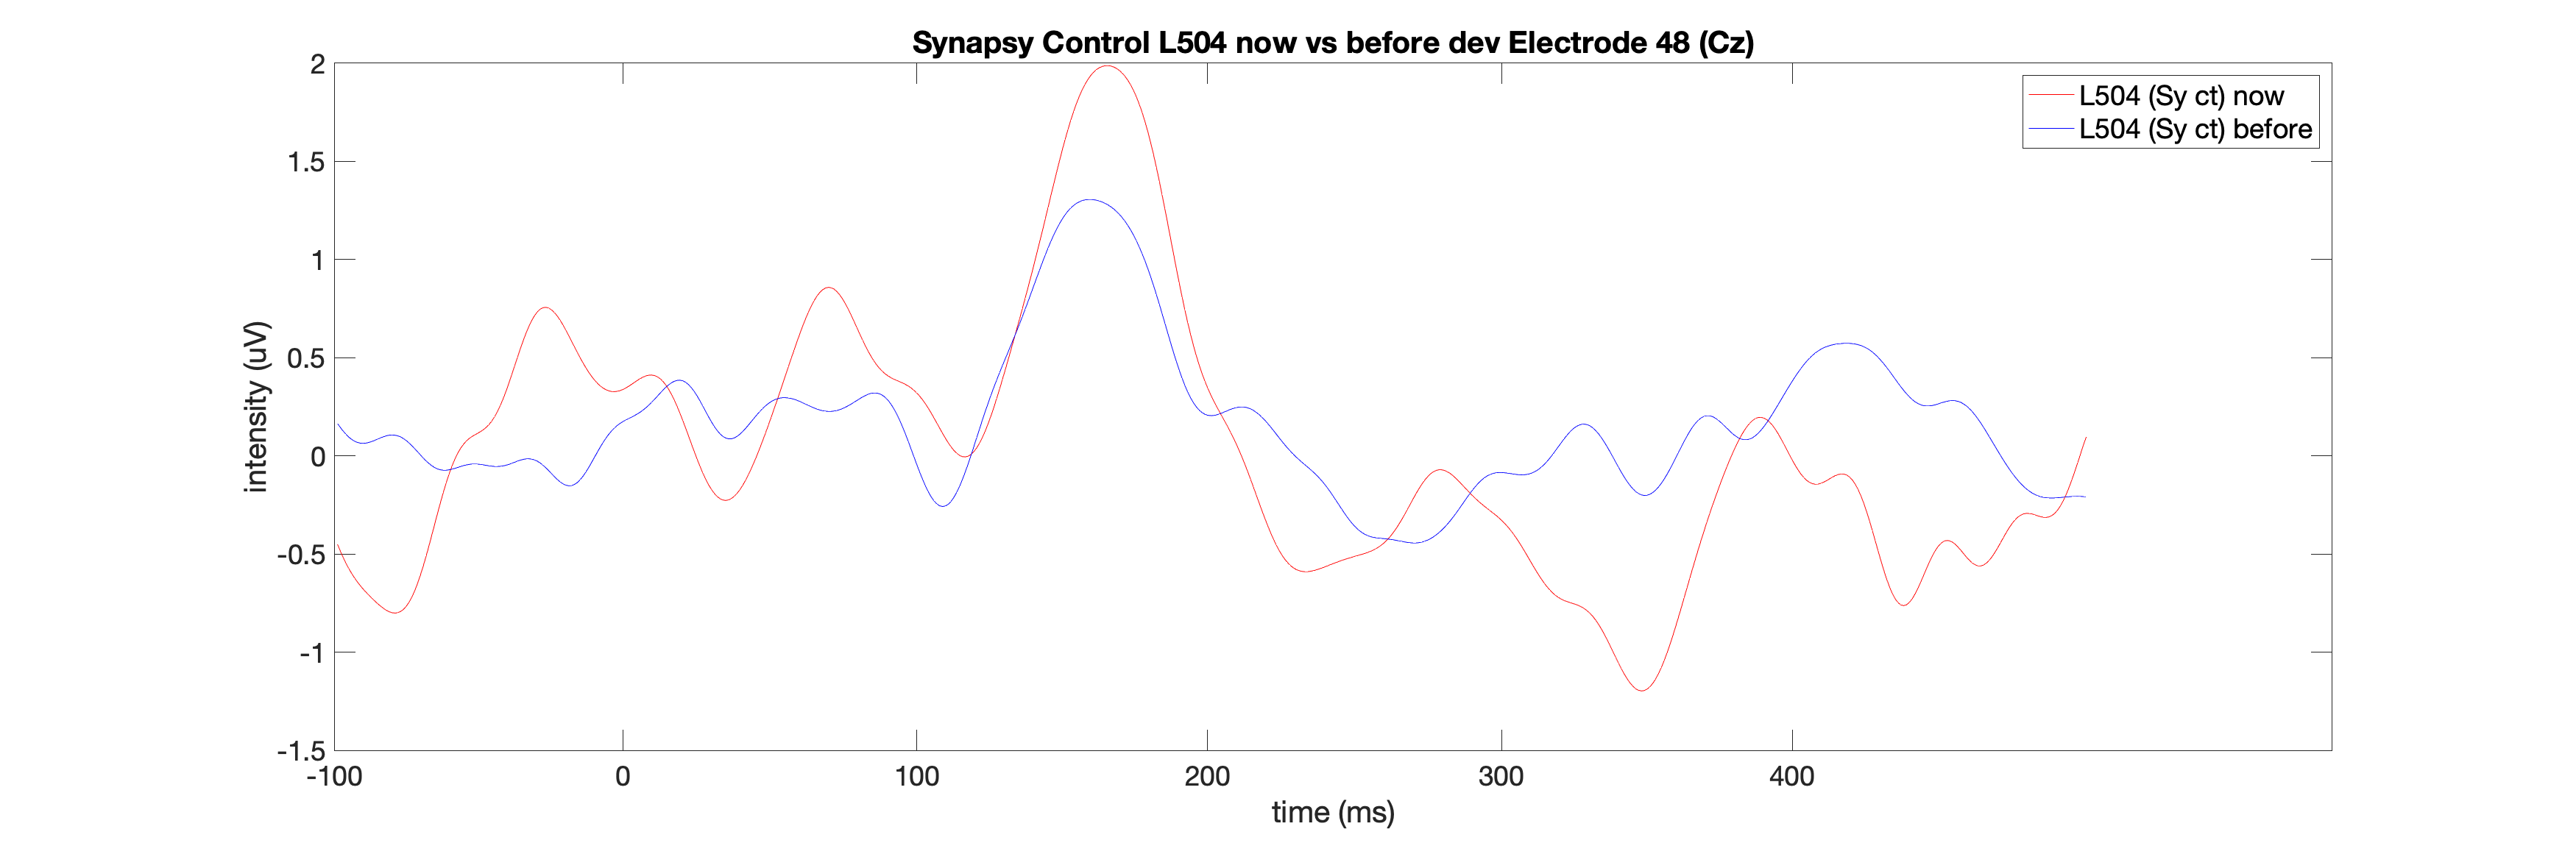 Synapsy Control L504 now vs before dev Electrode 48 (Cz)
L504 (Sy ct) now
L504 (Sy ct) before
2
1.5
1
0.5
0
-0.5
-1
-1.5
intensity (uV)
-100 0 100 200 300 400
time (ms)